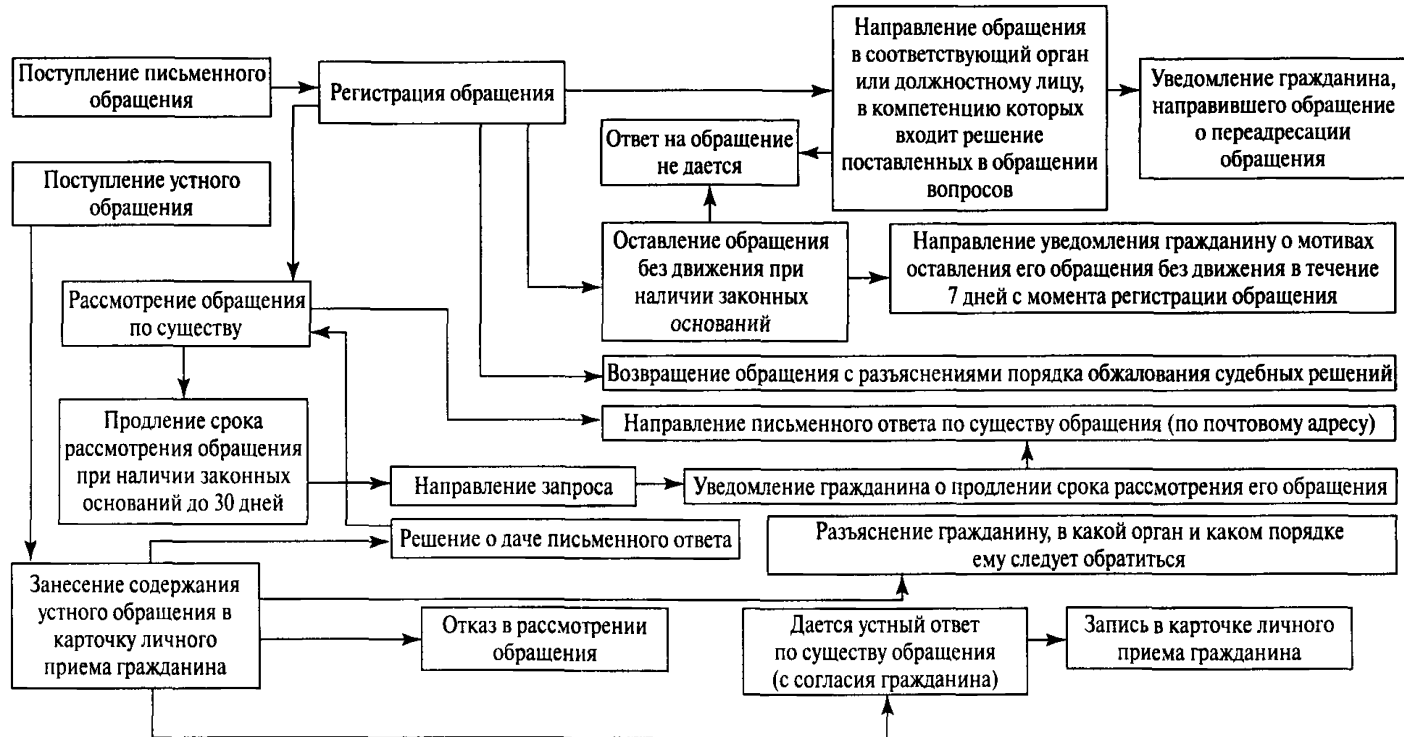 Поступление письменного
обращения
Регистрация обращения
Направление обращения
в соответствующий орган
или должностному лицу,
в компетенцию которых
входит решение
поставленных в обращении
вопросов
Уведомление гражданина,
направившего обращение
о переадресации
обращения
Ответ на обращение
не дается
Поступление устного
обращения
Оставление обращения
без движения при
наличии законных
оснований
Направление уведомления гражданину о мотивах
оставления его обращения без движения в течение
7 дней с момента регистрации обращения
Рассмотрение обращения
по существу
Возвращение обращения с разъяснениями порядка обжалования судебных решений
Направление письменного ответа по существу обращения (по почтовому адресу)
Продление срока
рассмотрения обращения
при наличии законных
оснований до 30 дней
Направление запроса
Уведомление гражданина о продлении срока рассмотрения его обращения
Решение о даче письменного ответа
Разъяснение гражданину, в какой орган и каком порядке
ему следует обратиться
Занесение содержания
устного обращения в
карточку личного
приема гражданина
Отказ в рассмотрении
обращения
Дается устный ответ
по существу обращения
(с согласия гражданина)
Запись в карточке личного
приема гражданина